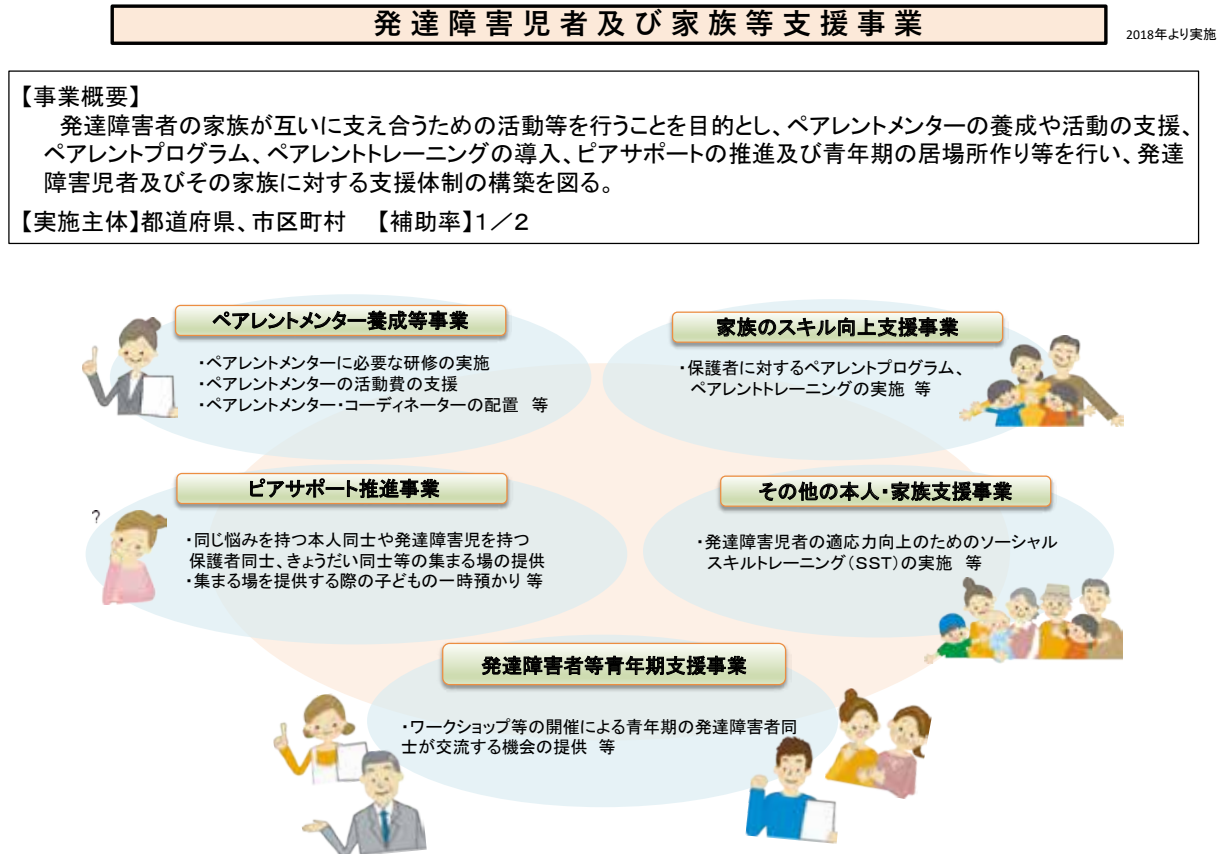 発達障害児者及び家族等支援事業
2018年より実施
【事業概要】
発達障害者の家族が互いに支え合うための活動等を行うことを目的とし、ペアレントメンターの養成や活動の支援、
ペアレントプログラム、ペアレントトレーニングの導入、ピアサポートの推進及び青年期の居場所作り等を行い、発達
障害児者及びその家族に対する支援体制の構築を図る。
【実施主体】都道府県、市区町村　【補助率】1／2
ペアレントメンター養成等事業
・ペアレントメンターに必要な研修の実施
・ペアレントメンターの活動費の支援
・ペアレントメンター・コーディネーターの配置　等
家族のスキル向上支援事業
・保護者に対するペアレントプログラム、
ペアレントトレーニングの実施　等
ピアサポート推進事業
?
・同じ悩みを持つ本人同士や発達障害児を持つ
保護者同士、きょうだい同士等の集まる場の提供
・集まる場を提供する際の子どもの一時預かり 等
その他の本人・家族支援事業
・発達障害児者の適応力向上のためのソーシャル
スキルトレーニング（SST）の実施　等
発達障害者等青年期支援事業
・ワークショップ等の開催による青年期の発達障害者同
士が交流する機会の提供　等